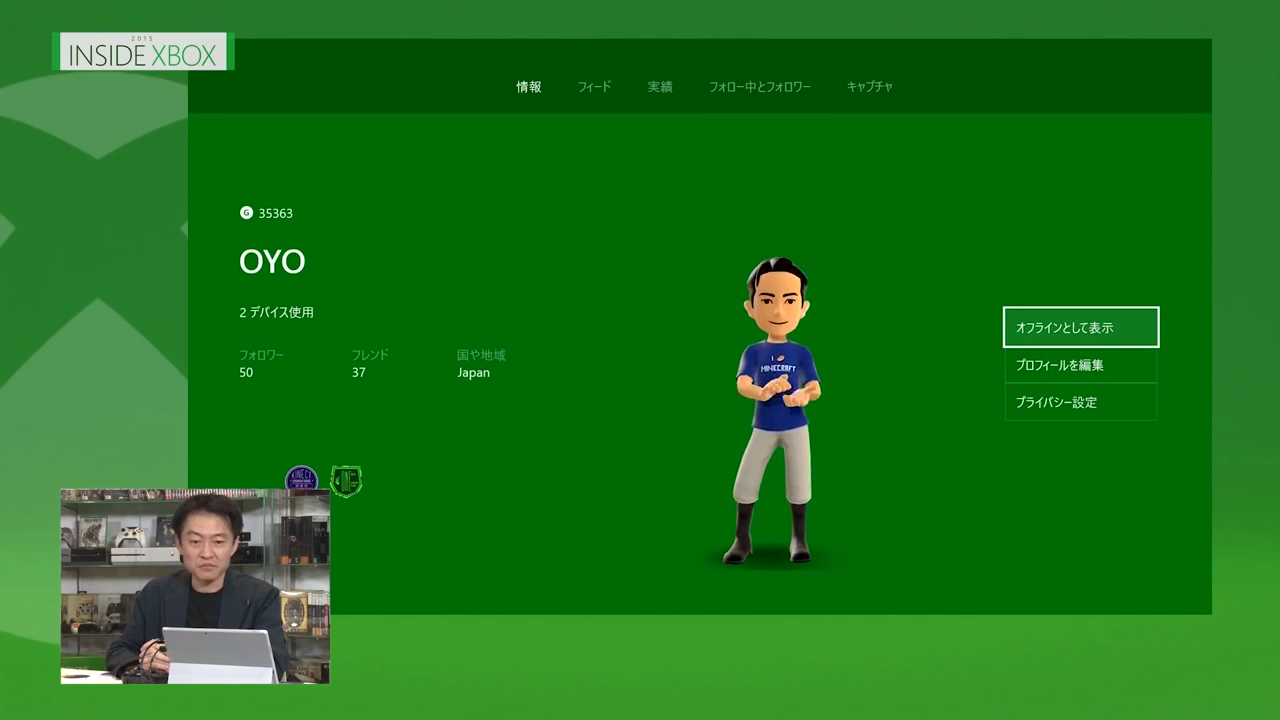 2015
INSIDE XBOX
情報 フィード 実績 フォロー中とフォロワー キャプチャ
G 35363
OYO
2 デバイス使用
フォロワー フレンド 国や地域
50 37 Japan
オフラインとして表示
プロフィールを編集
プライバシー設定
I
MINECRAFT
KINECT
ONE